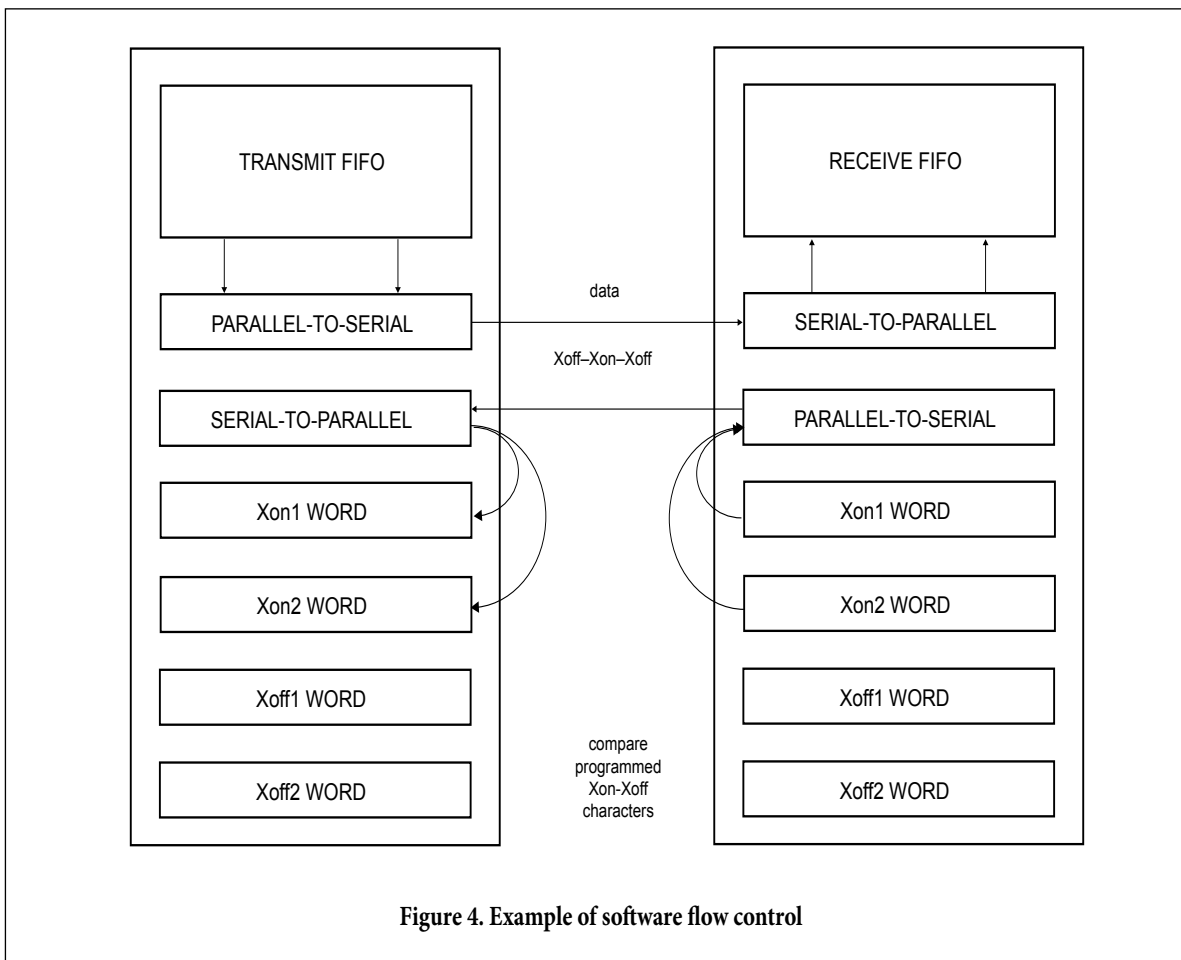 TRANSMIT FIFO
RECEIVE FIFO
data
PARALLEL-TO-SERIAL
SERIAL-TO-PARALLEL
Xoff–Xon–Xoff
SERIAL-TO-PARALLEL
PARALLEL-TO-SERIAL
Xon1 WORD
Xon1 WORD
Xon2 WORD
Xon2 WORD
Xoff1 WORD
Xoff1 WORD
compare
programmed
Xon-Xoff
characters
Xoff2 WORD
Xoff2 WORD
Figure 4. Example of software flow control